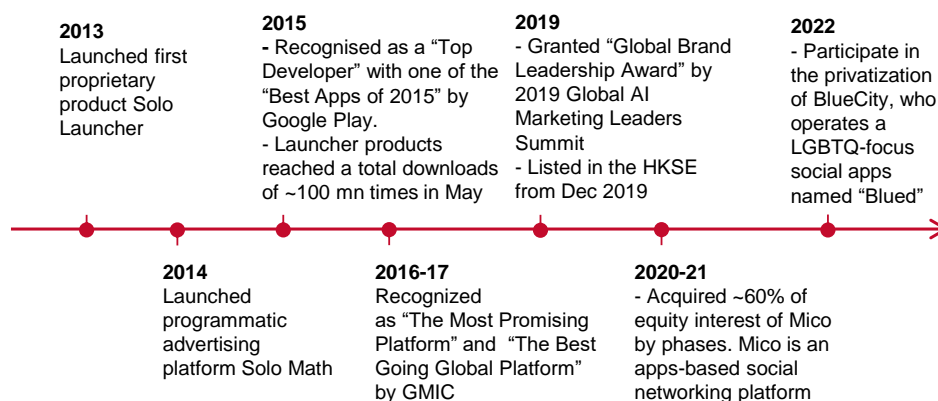 2013
Launched first
proprietary
product Solo
Launcher
2015
- Recognised as a “Top
Developer” with one of the
“Best Apps of 2015” by
Google Play.
- Launcher products
reached a total downloads
of ~100 mn times in May
2019
- Granted “Global Brand
Leadership Award” by
2019 Global AI
Marketing Leaders
Summit
- Listed in the HKSE
from Dec 2019
2022
- Participate in
the privatization
of BlueCity, who
operates a
LGBTQ-focus
social apps
named “Blued”
2014
Launched
programmatic
advertising
platform Solo Math
2016-17
Recognized
as “The Most Promising
Platform” and “The Best
Going Global Platform”
by GMIC
2020-21
- Acquired ~60% of
equity interest of Mico
by phases. Mico is an
apps-based social
networking platform